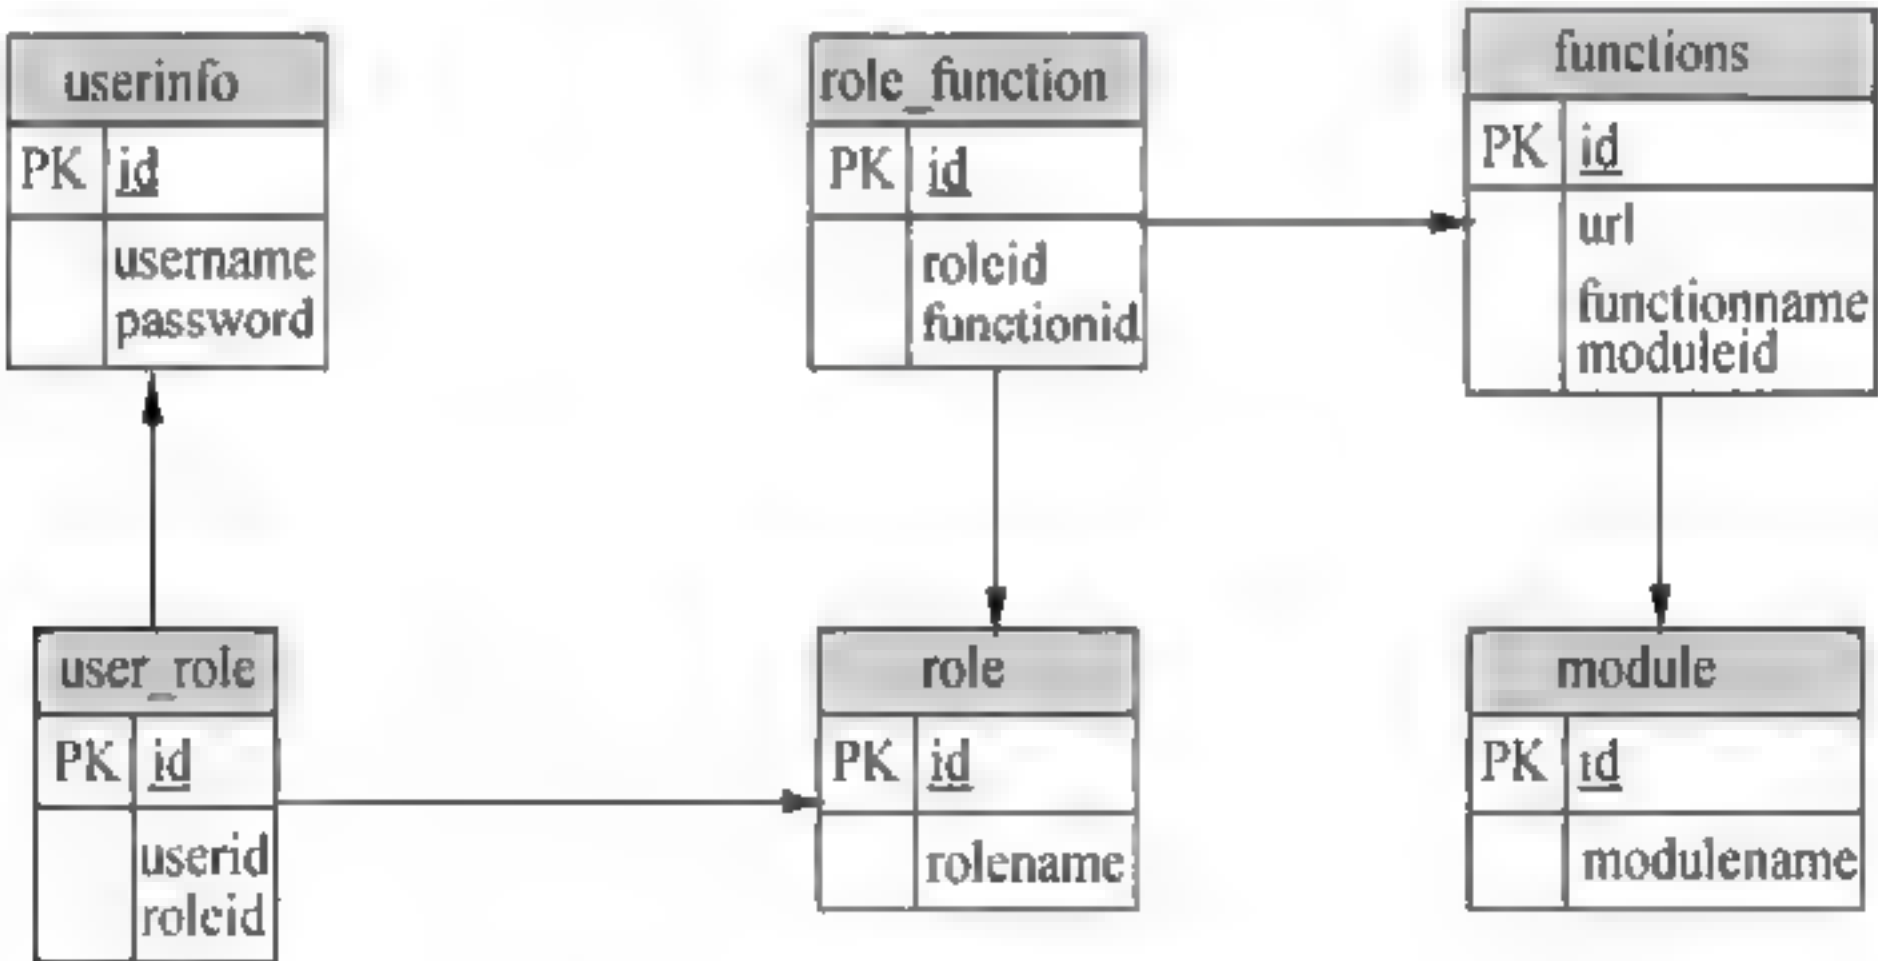 userinfo
PK id
username
password
role_function
PK id
roleid
functionid
functions
PK id
url
functionname
moduleid
user_role
PK id
userid
roleid
role
PK id
rolename
module
PK id
modulename